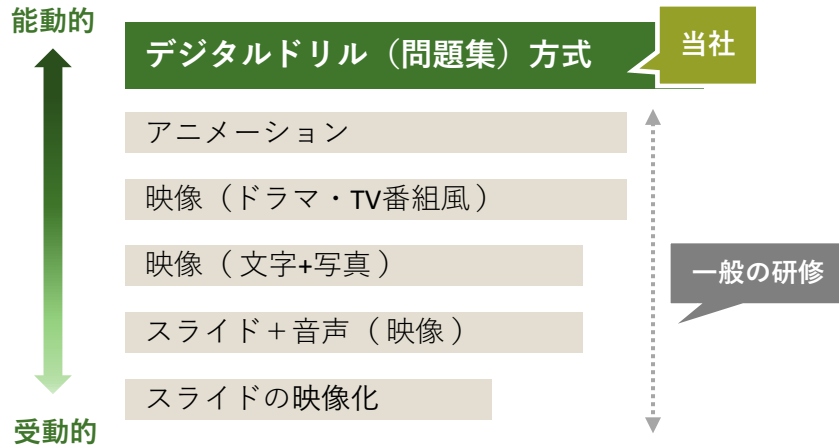 能動的
デジタルドリル（問題集）方式
当社
アニメーション
映像（ドラマ・TV番組風）
映像（文字+写真）
一般の研修
スライド＋音声（映像）
スライドの映像化
受動的